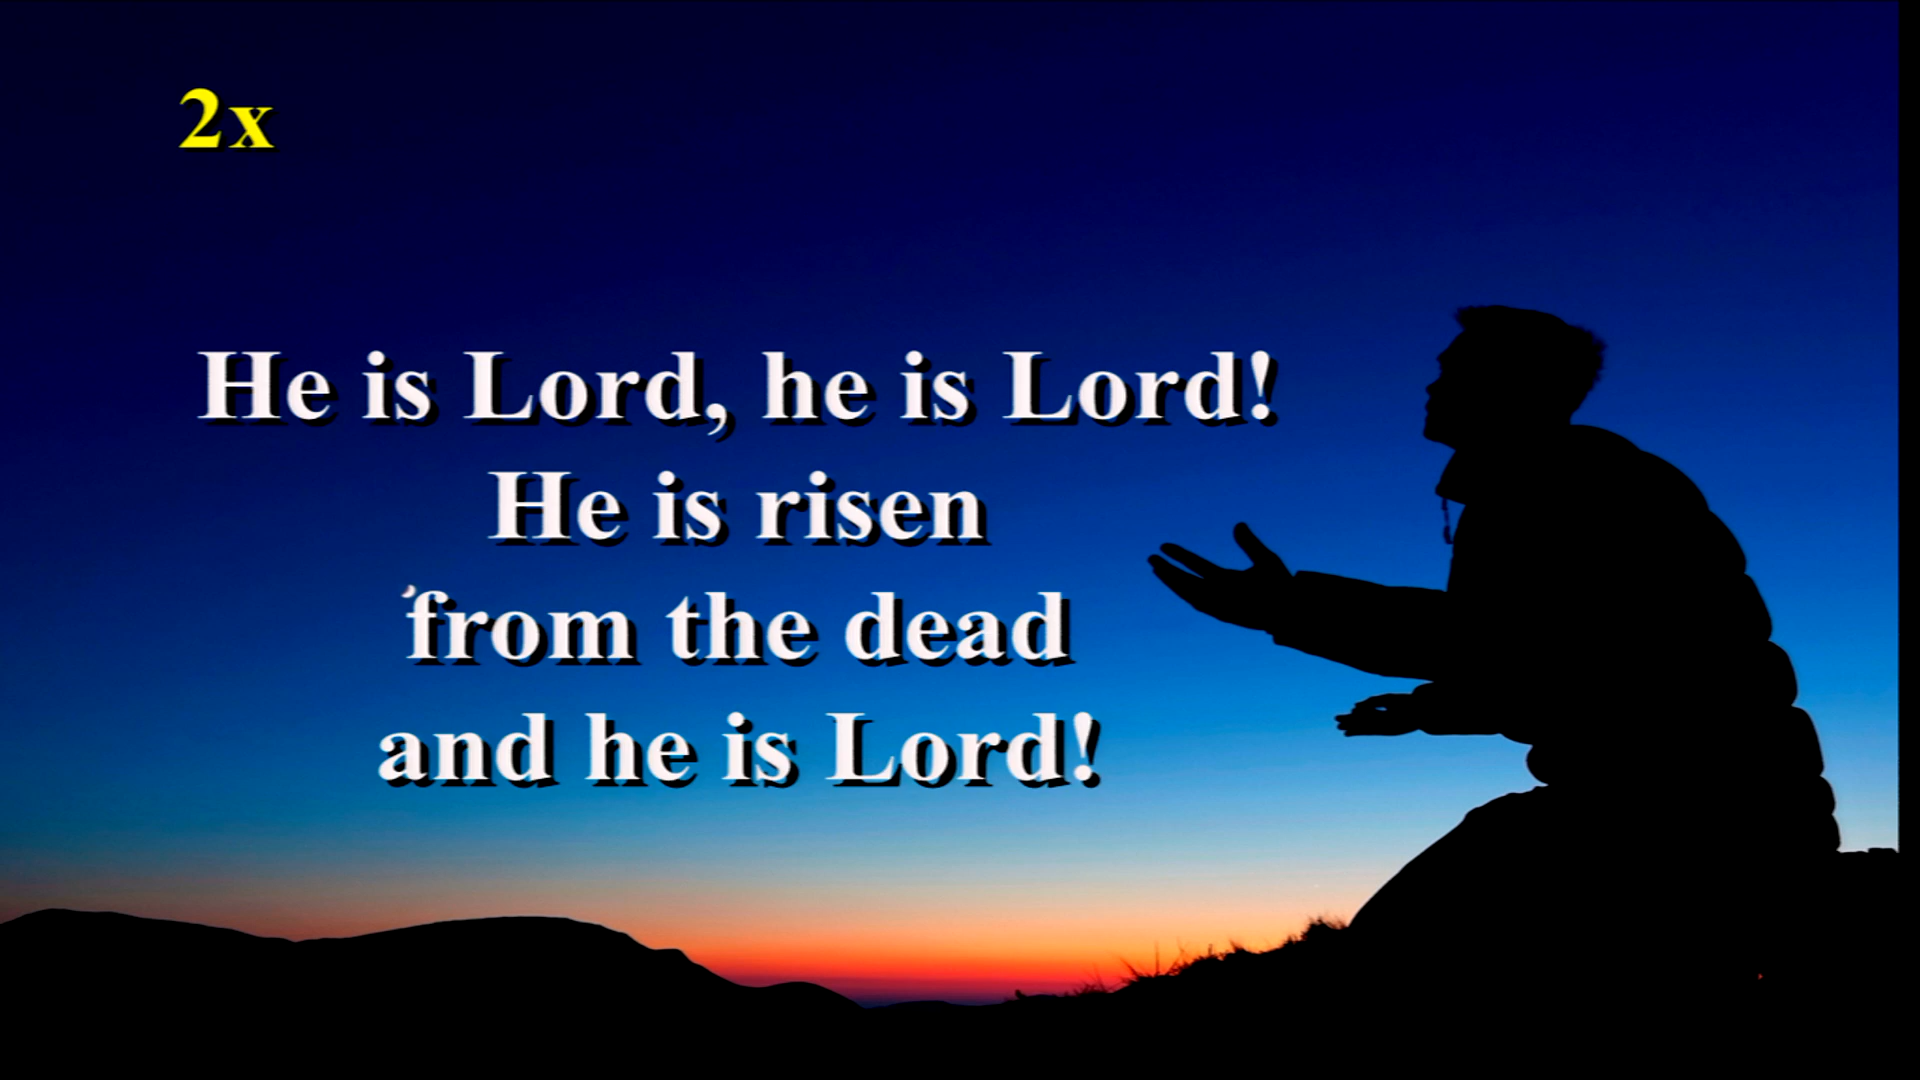 2x
He is Lord, he is Lord!
He is risen
'from the dead
and he is Lord!